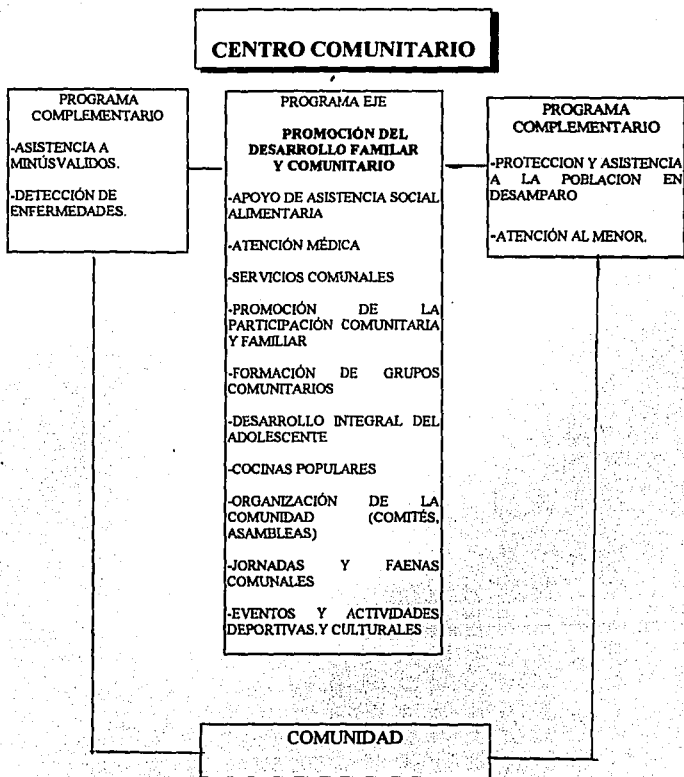 CENTRO COMUNITARIO
PROGRAMA
COMPLEMENTARIO
-ASISTENCIA A
MINÚSVALIDOS.
-DETECCIÓN DE
ENFERMEDADES.
PROGRAMA EJE
PROMOCIÓN DEL
DESARROLLO FAMILAR
Y COMUNITARIO
-APOYO DE ASISTENCIA SOCIAL
ALIMENTARIA
-ATENCIÓN MÉDICA
-SERVICIOS COMUNALES
-PROMOCIÓN DE LA
PARTICIPACIÓN COMUNITARIA
Y FAMILIAR
-FORMACIÓN DE GRUPOS
COMUNITARIOS
-DESARROLLO INTEGRAL DEL
ADOLESCENTE
-COCINAS POPULARES
-ORGANIZACIÓN DE LA
COMUNIDAD (COMITÉS,
ASAMBLEAS)
-JORNADAS Y FAENAS
COMUNALES
-EVENTOS Y ACTIVIDADES
DEPORTIVAS.Y CULTURALES
PROGRAMA
COMPLEMENTARIO
-PROTECCION Y ASISTENCIA
A LA POBLACION EN
DESAMPARO
-ATENCIÓN AL MENOR.
COMUNIDAD